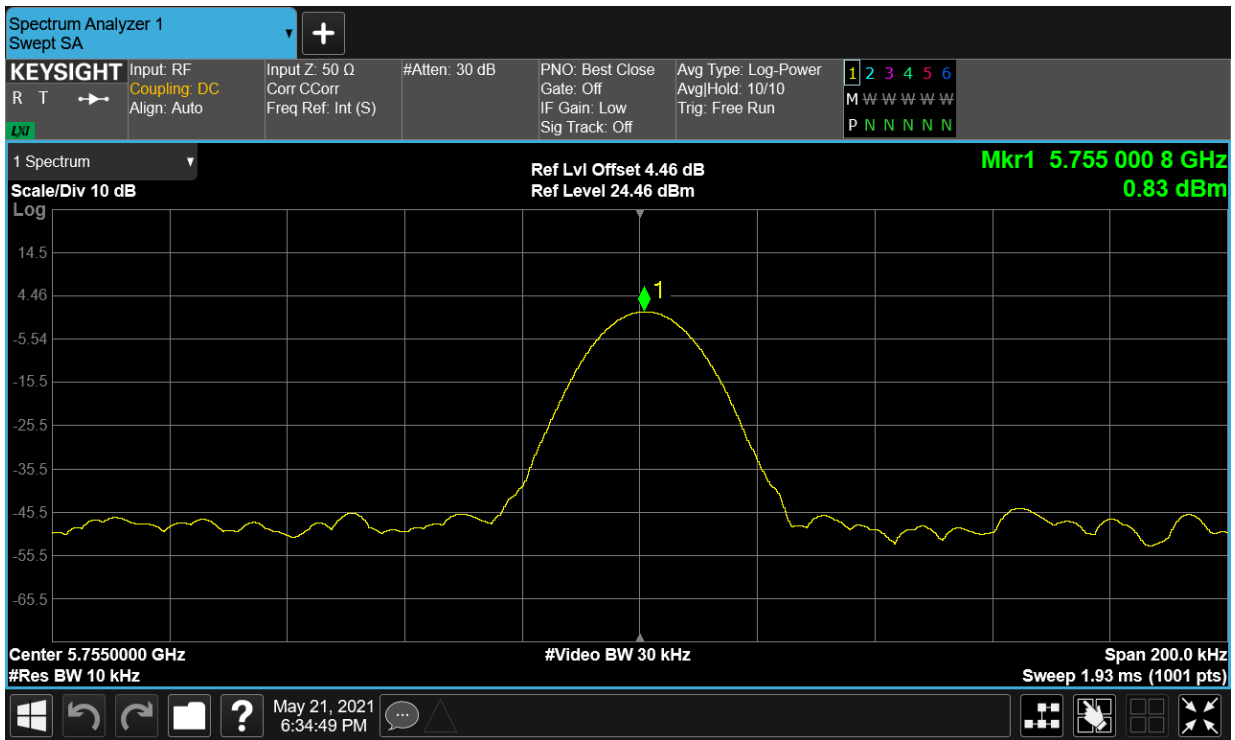 Spectrum Analyzer 1
Swept SA
KEYSIGHT
R T
LXI
Input: RF
Coupling: DC
Align: Auto
Input Z: 50 Ω
Corr CCorr
Freq Ref: Int (S)
#Atten: 30 dB
PNO: Best Close
Gate: Off
IF Gain: Low
Sig Track: Off
Avg Type: Log-Power
Avg|Hold: 10/10
Trig: Free Run
1 2 3 4 5 6
M W W W W W
P N N N N N
1 Spectrum
Scale/Div 10 dB
Log
Ref Lvl Offset 4.46 dB
Ref Level 24.46 dBm
Mkr1 5.755 000 8 GHz
0.83 dBm
14.5
4.46
1
-5.54
-15.5
-25.5
-35.5
-45.5
-55.5
-65.5
Center 5.7550000 GHz
#Res BW 10 kHz
#Video BW 30 kHz
Span 200.0 kHz
Sweep 1.93 ms (1001 pts)
?
May 21, 2021
6:34:49 PM